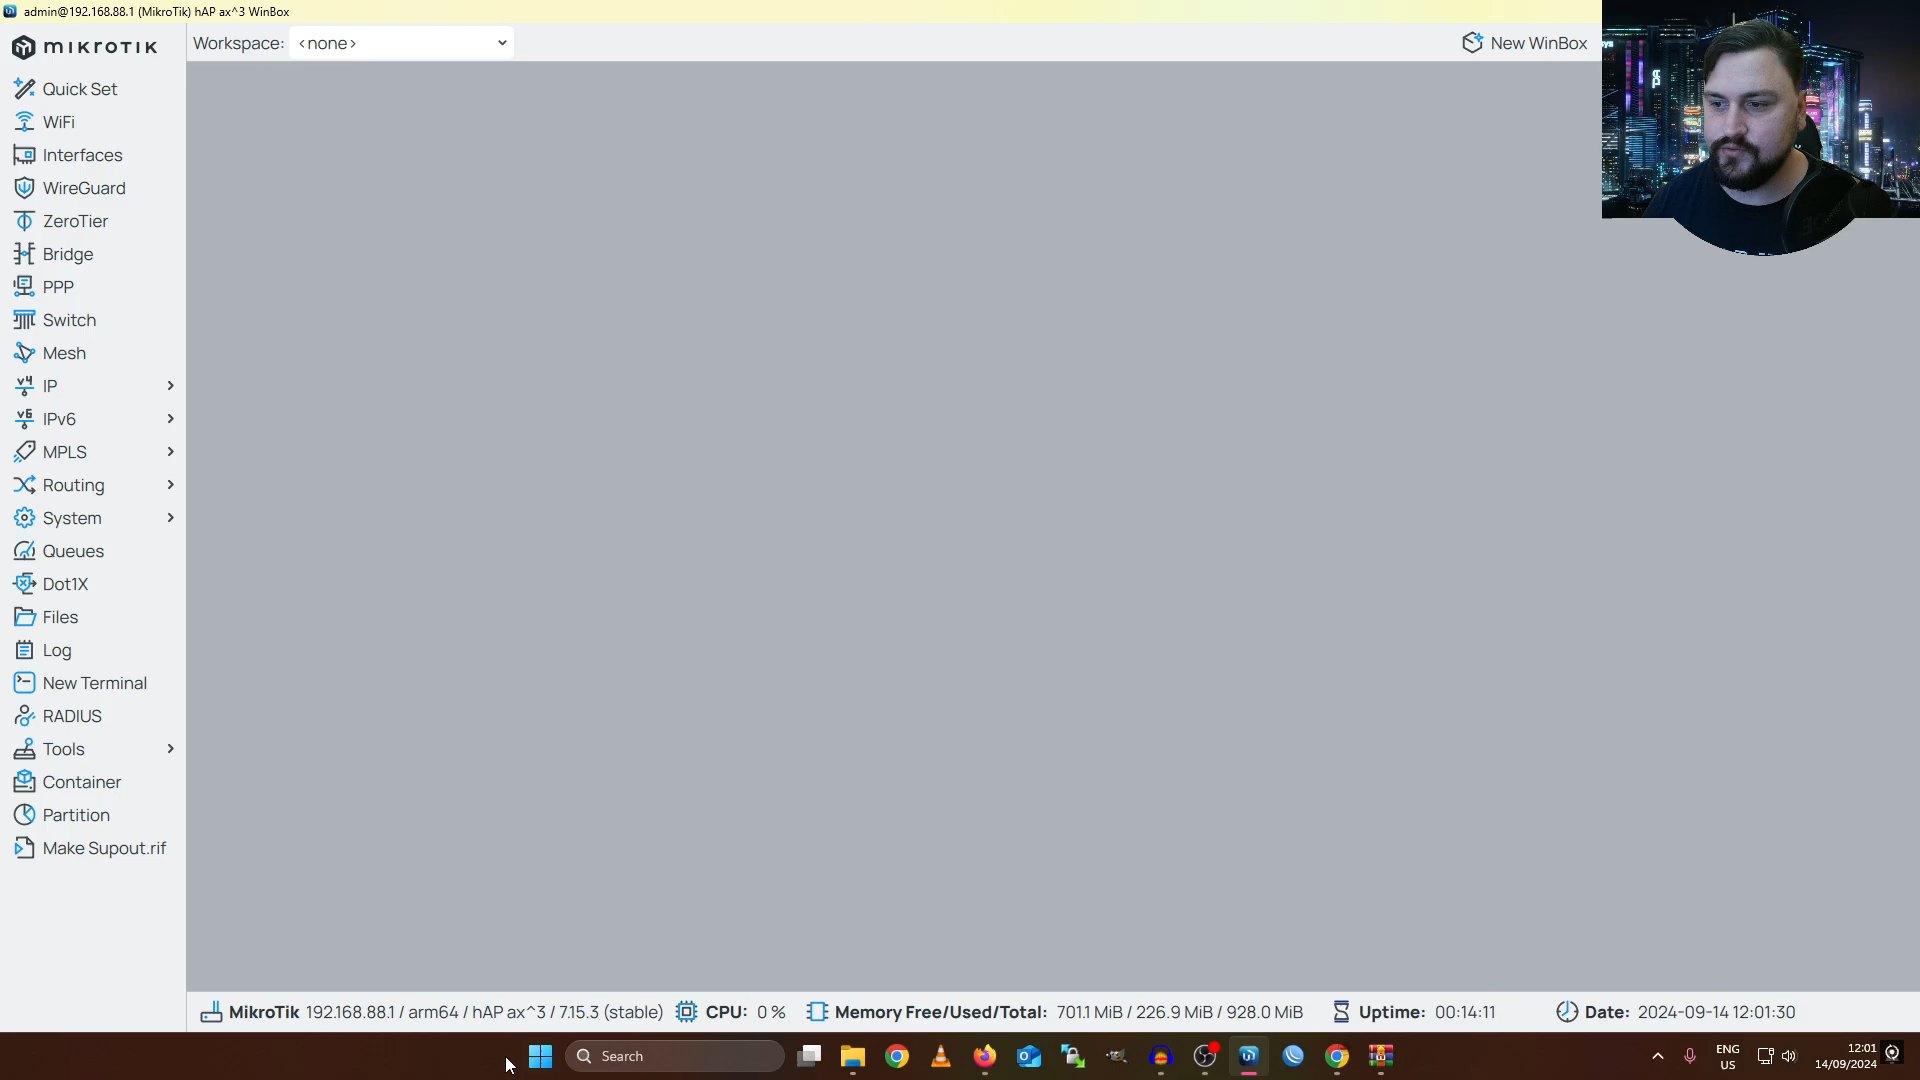 admin@192.168.88.1 (MikroTik) hAP ax^3 WinBox
MIKROTIK
Workspace: <none>
New WinBox
Quick Set
WiFi
Interfaces
WireGuard
ZeroTier
Bridge
PPP
Switch
Mesh
v4 IP
v6 IPv6
MPLS
Routing
System
Queues
Dot1X
Files
Log
New Terminal
RADIUS
Tools
Container
Partition
Make Supout.rif
MikroTik 192.168.88.1 / arm64 / hAP ax^3 / 7.15.3 (stable) CPU: 0 % Memory Free/Used/Total: 701.1 MiB / 226.9 MiB / 928.0 MiB Uptime: 00:14:11 Date: 2024-09-14 12:01:30
Search
ENG
US
12:01
14/09/2024